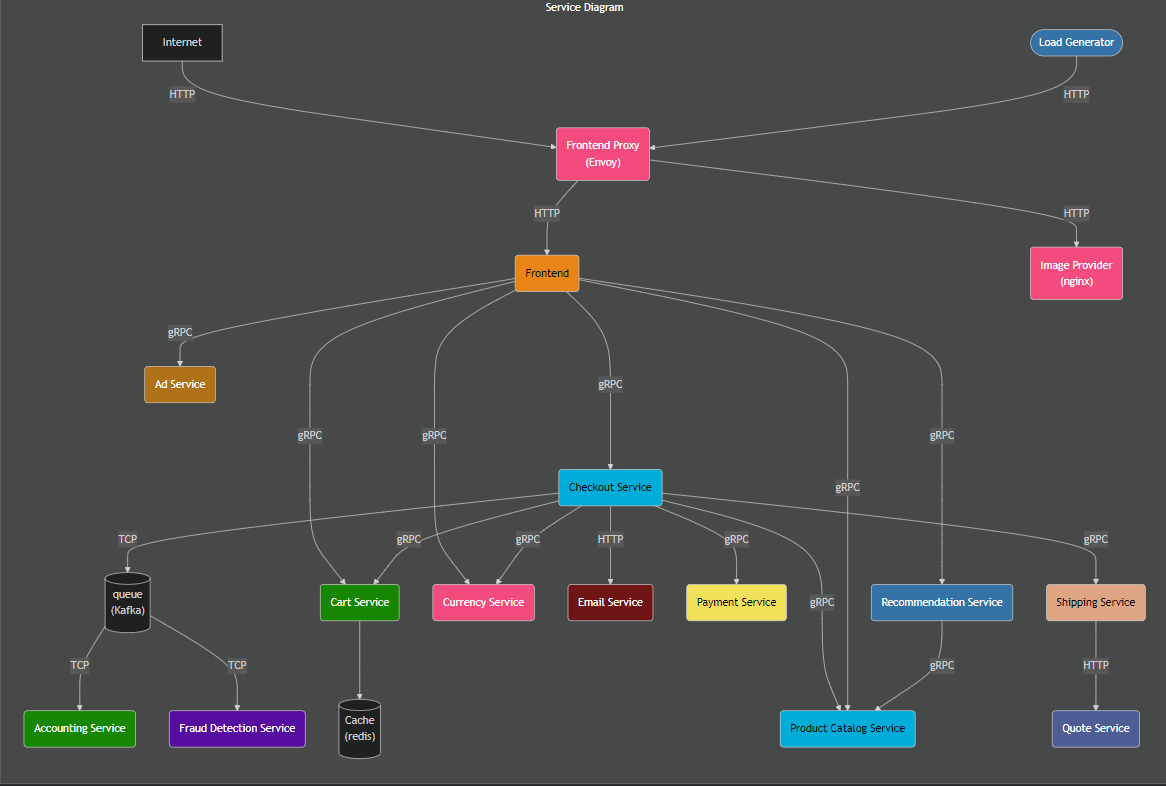 Service Diagram
Internet
Load Generator
HTTP
HTTP
Frontend Proxy
(Envoy)
HTTP
HTTP
Frontend
Image Provider
(nginx)
gRPC
Ad Service
gRPC
gRPC
gRPC
gRPC
gRPC
Checkout Service
TCP
gRPC
gRPC
HTTP
gRPC
gRPC
queue
(Kafka)
Cart Service
Currency Service
Email Service
Payment Service
gRPC
Recommendation Service
Shipping Service
TCP
TCP
gRPC
HTTP
Accounting Service
Fraud Detection Service
Cache
(redis)
Product Catalog Service
Quote Service